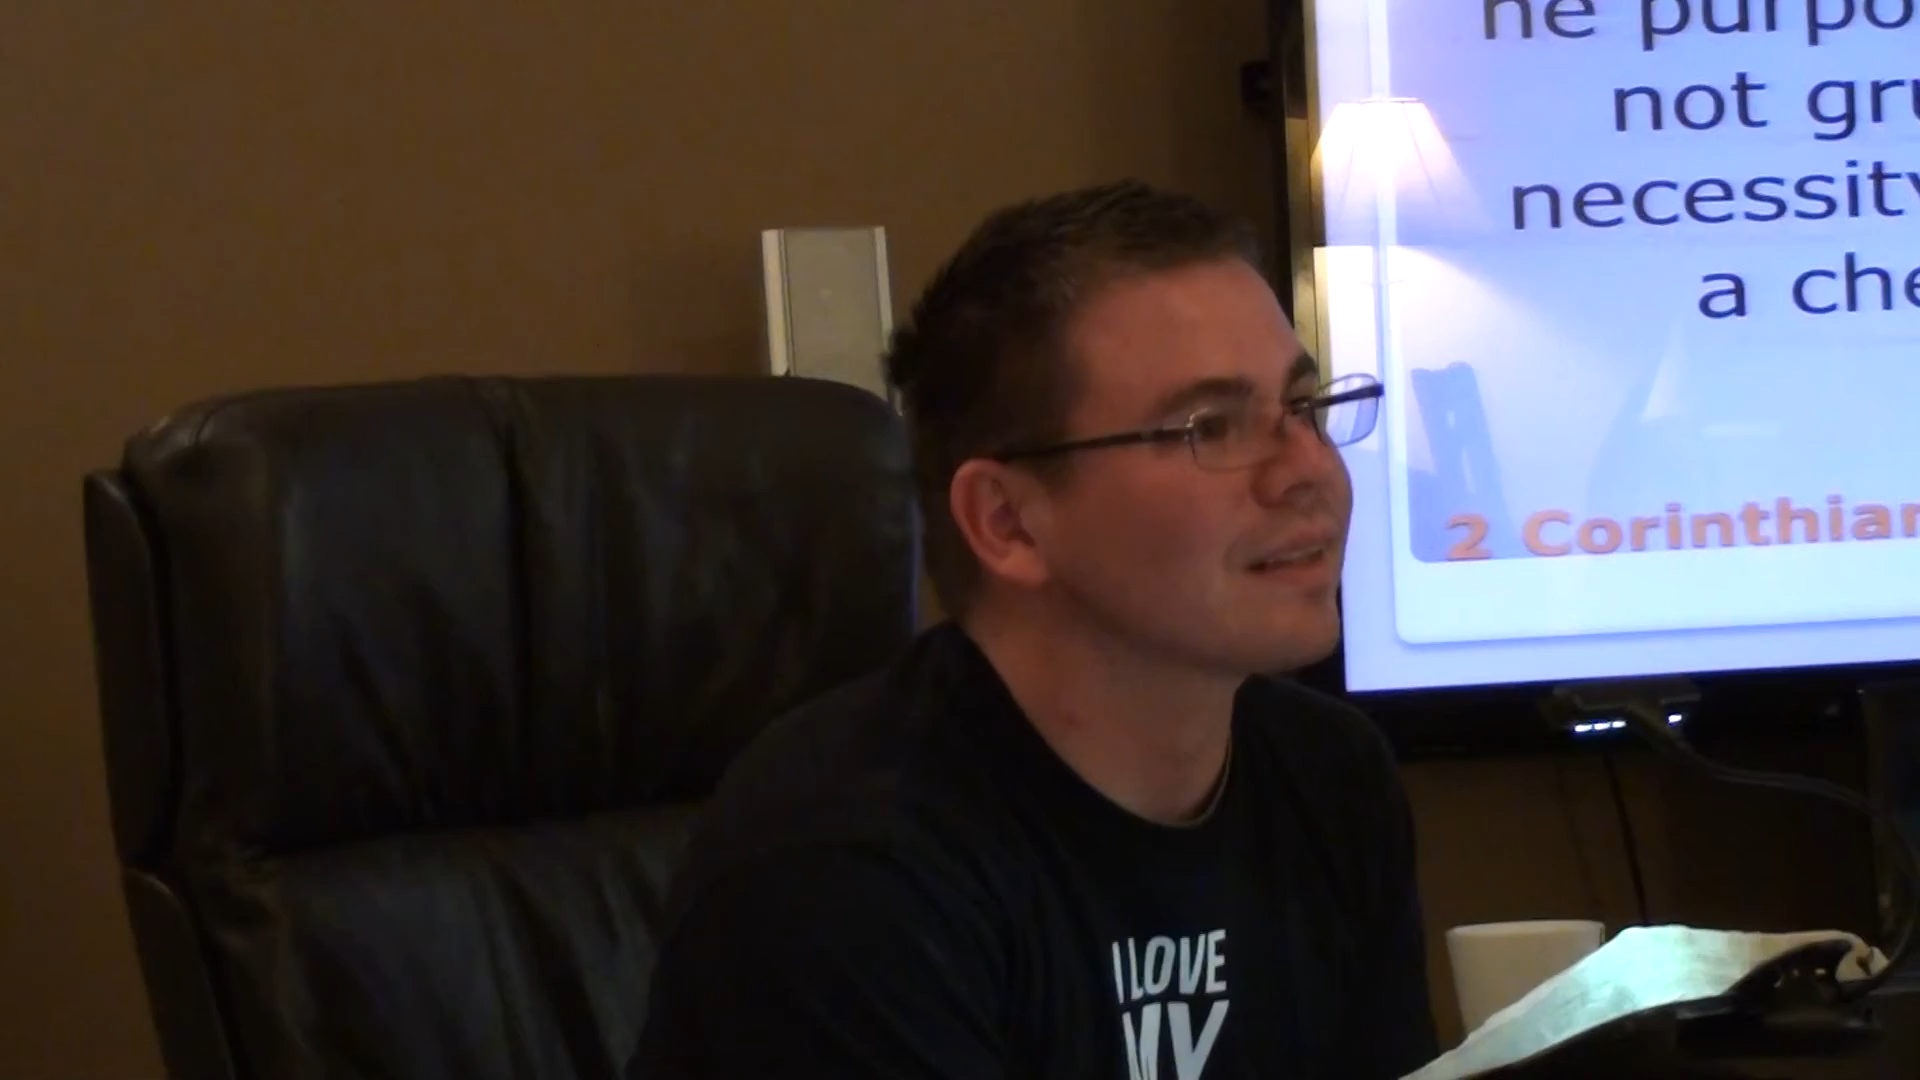 he purpo
not gru
necessity
a che
2 Corinthian
I LOVE
MY